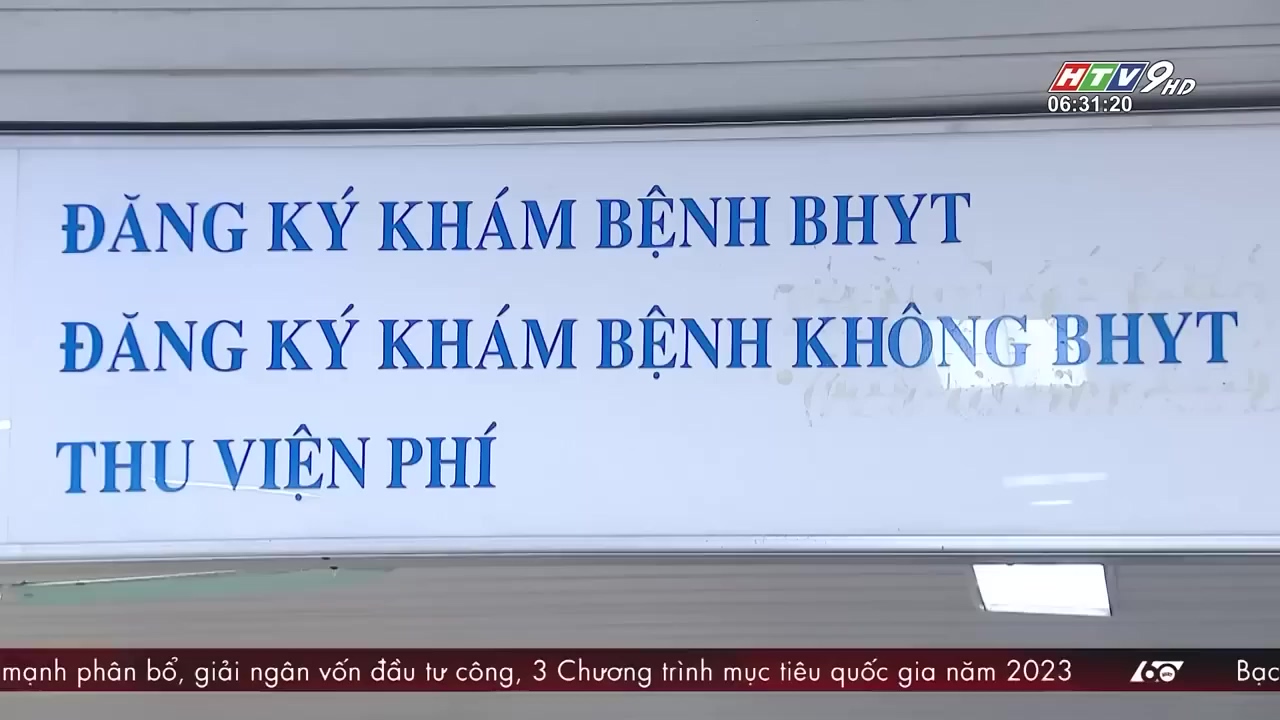 HTV9HD
06:31:20
ĐĂNG KÝ KHÁM BỆNH BHYT
ĐĂNG KÝ KHÁM BỆNH KHÔNG BHYT
THU VIỆN PHÍ
mạnh phân bổ, giải ngân vốn đầu tư công, 3 Chương trình mục tiêu quốc gia năm 2023 60 Bạc